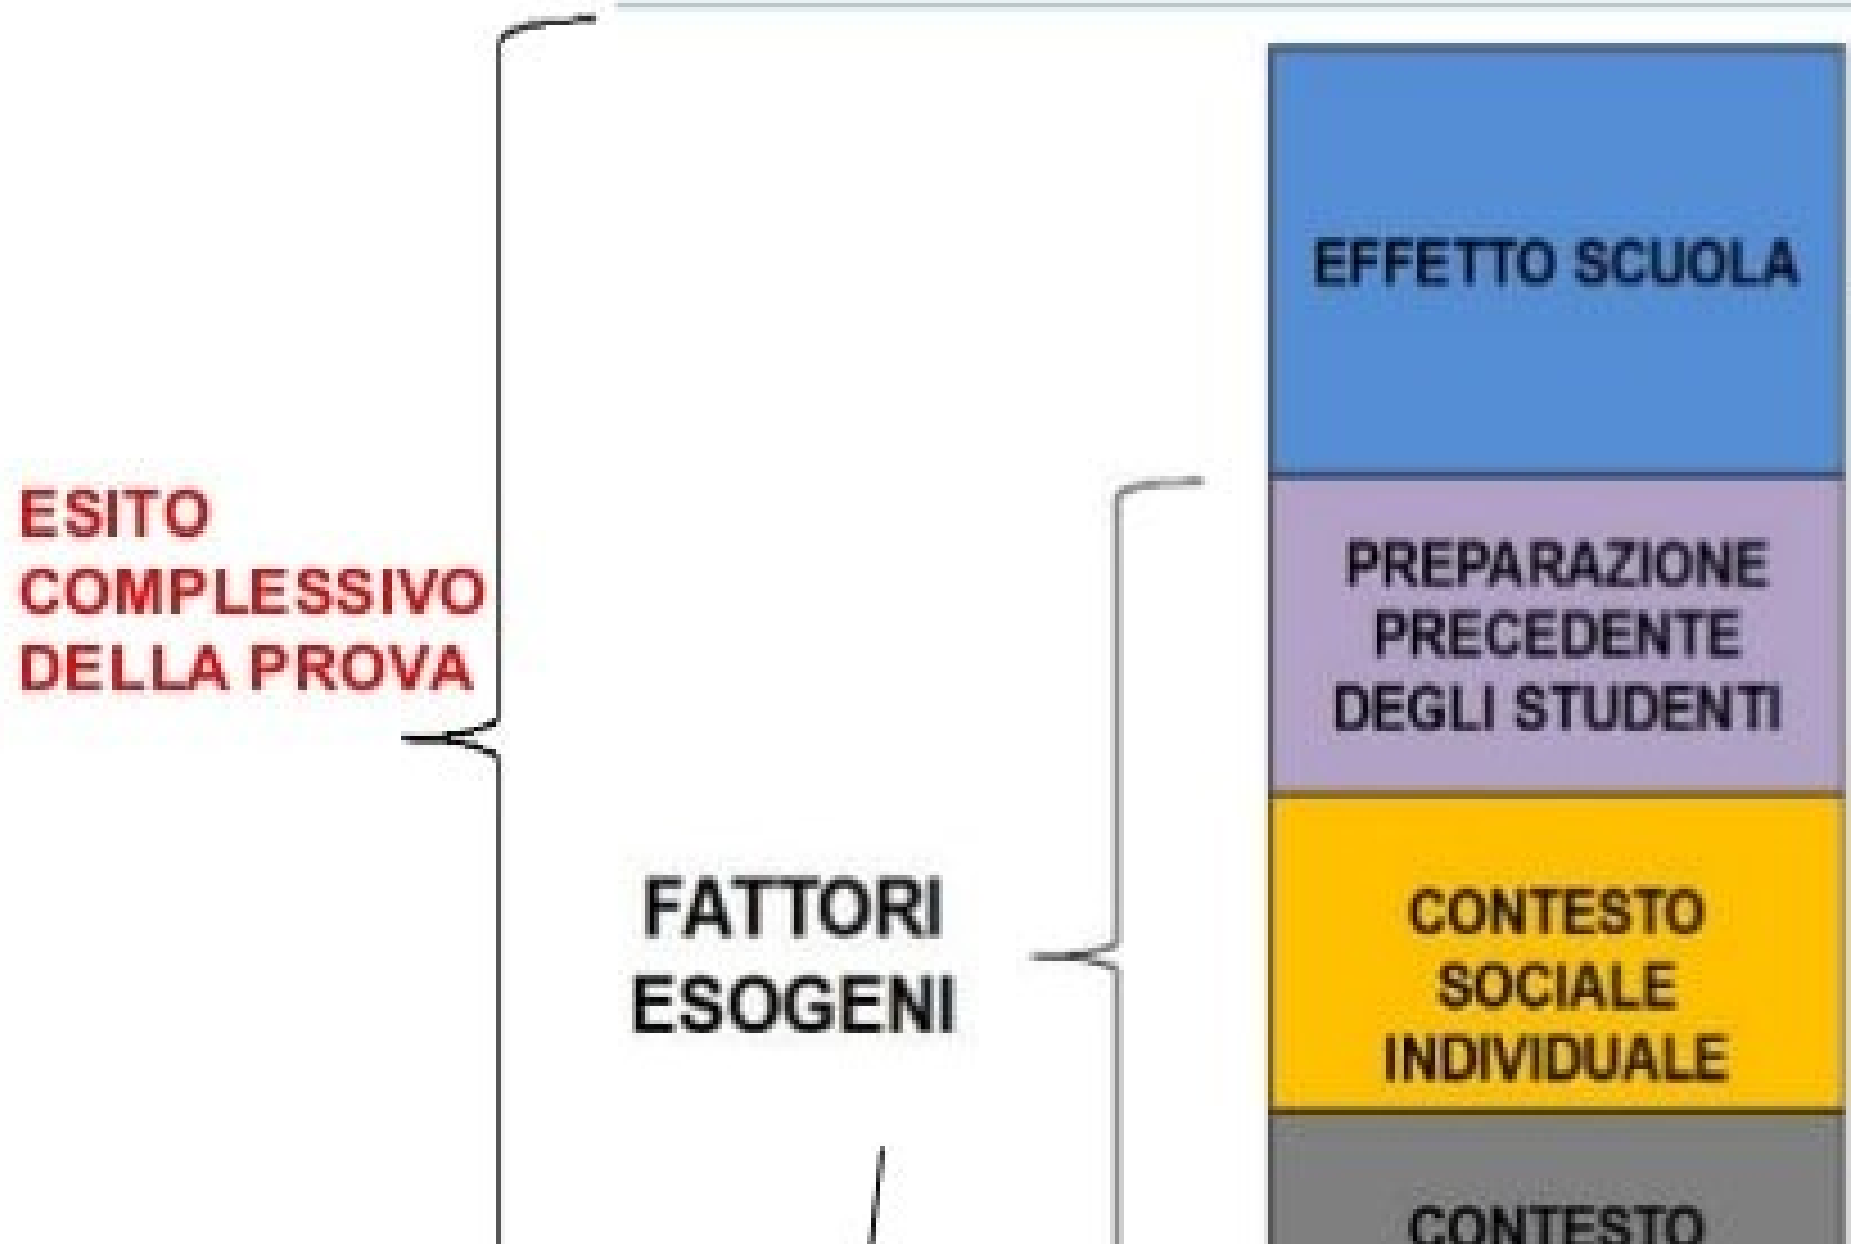 ESITO
COMPLESSIVO
DELLA PROVA
FATTORI
ESOGENI
EFFETTO SCUOLA
PREPARAZIONE
PRECEDENTE
DEGLI STUDENTI
CONTESTO
SOCIALE
INDIVIDUALE
CONTESTO